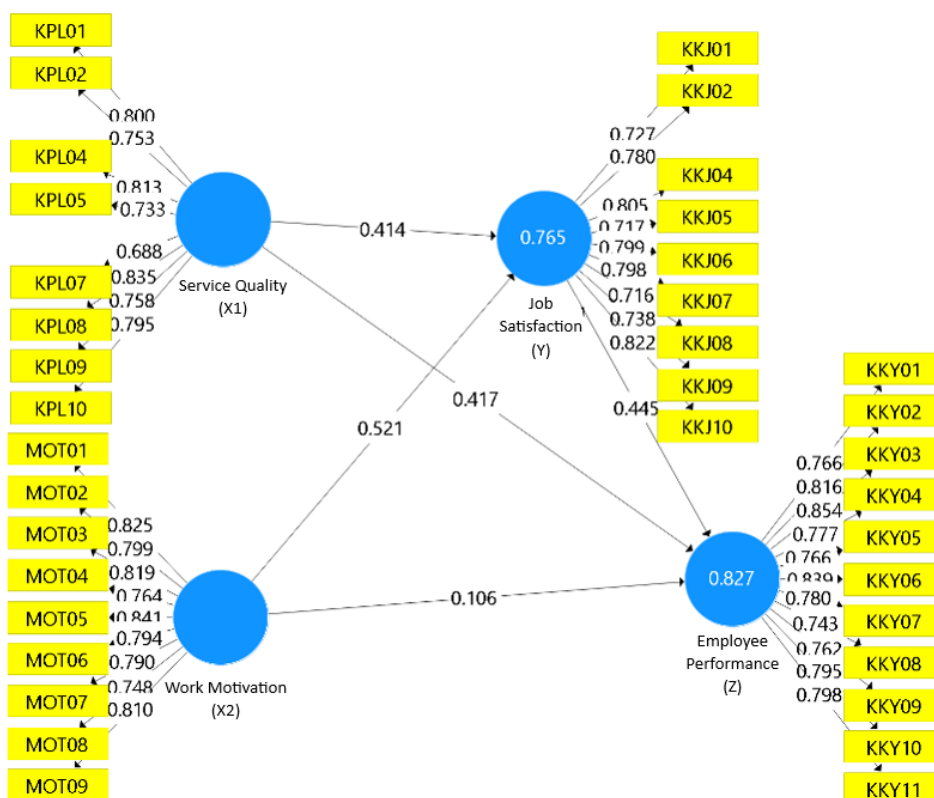 KPL01
KPL02
KPL04
KPL05
KPL07
KPL08
KPL09
KPL10
0.800
0.753
0.813
0.733
0.688
0.835
0.758
0.795
Service Quality
(X1)
MOT01
MOT02
MOT03
MOT04
MOT05
MOT06
MOT07
MOT08
MOT09
0.825
0.799
0.819
0.764
0.841
0.794
0.790
0.748
0.810
Work Motivation
(X2)
0.414
0.417
0.521
0.106
0.445
0.765
Job
Satisfaction
(Y)
0.727
0.780
0.805
0.717
0.799
0.798
0.716
0.738
0.822
KKJ01
KKJ02
KKJ04
KKJ05
KKJ06
KKJ07
KKJ08
KKJ09
KKJ10
0.827
Employee
Performance
(Z)
0.766
0.816
0.854
0.777
0.766
0.839
0.780
0.743
0.762
0.795
0.798
KKY01
KKY02
KKY03
KKY04
KKY05
KKY06
KKY07
KKY08
KKY09
KKY10
KKY11